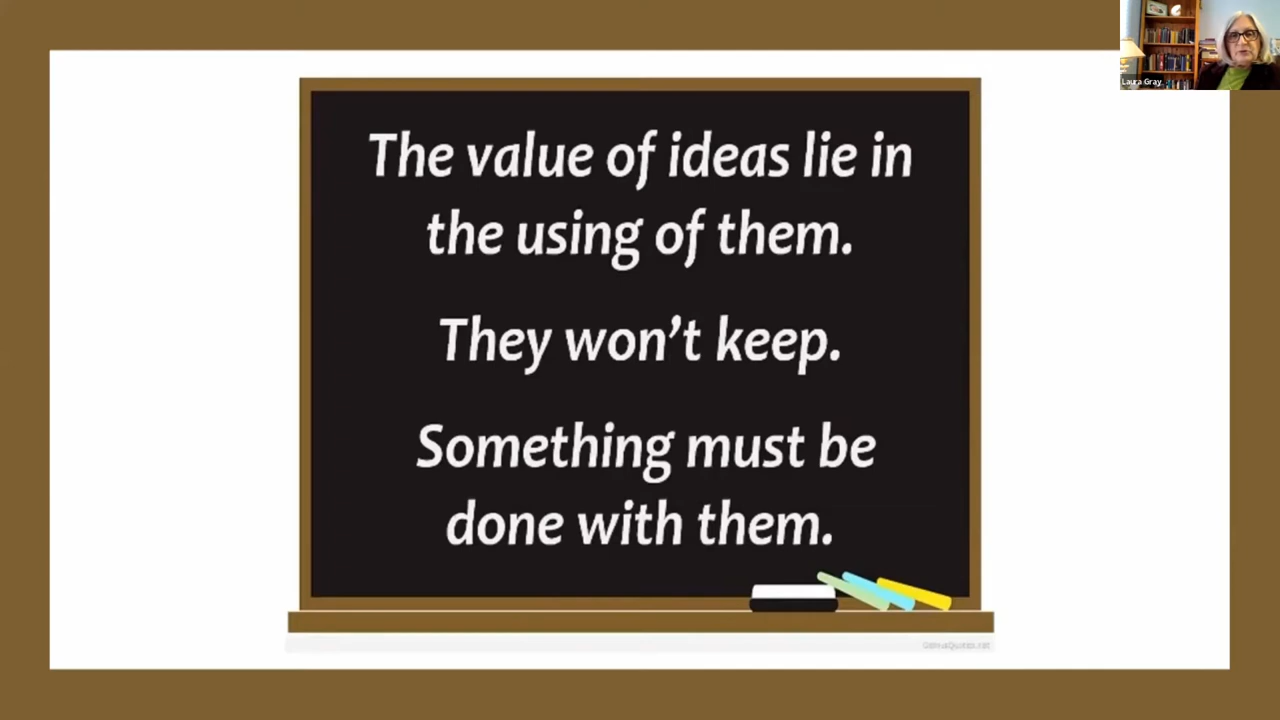 Laura Gray
The value of ideas lie in
the using of them.
They won’t keep.
Something must be
done with them.